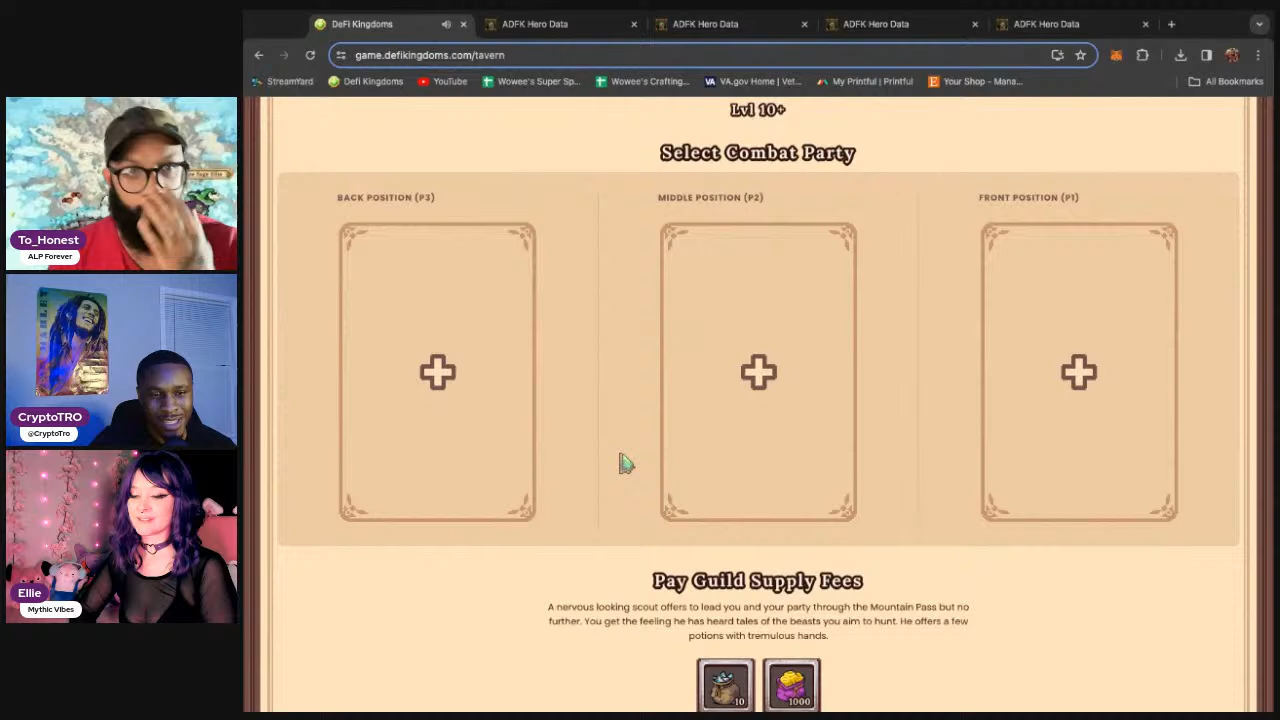 DeFi Kingdoms
ADFK Hero Data
ADFK Hero Data
ADFK Hero Data
ADFK Hero Data
game.defikingdoms.com/tavern
StreamYard
Defi Kingdoms
YouTube
Wowee's Super Sp...
Wowee's Crafting...
VA.gov Home | Vet...
My Printful | Printful
Your Shop - Mana...
All Bookmarks
Lvl 10+
Select Combat Party
BACK POSITION (P3)
MIDDLE POSITION (P2)
FRONT POSITION (P1)
To_Honest
ALP Forever
CryptoTRO
@CryptoTro
Ellie
Mythic Vibes
Pay Guild Supply Fees
A nervous looking scout offers to lead you and your party through the Mountain Pass but no
further. You get the feeling he has heard tales of the beasts you aim to hunt. He offers a few
potions with tremulous hands.
10
1000